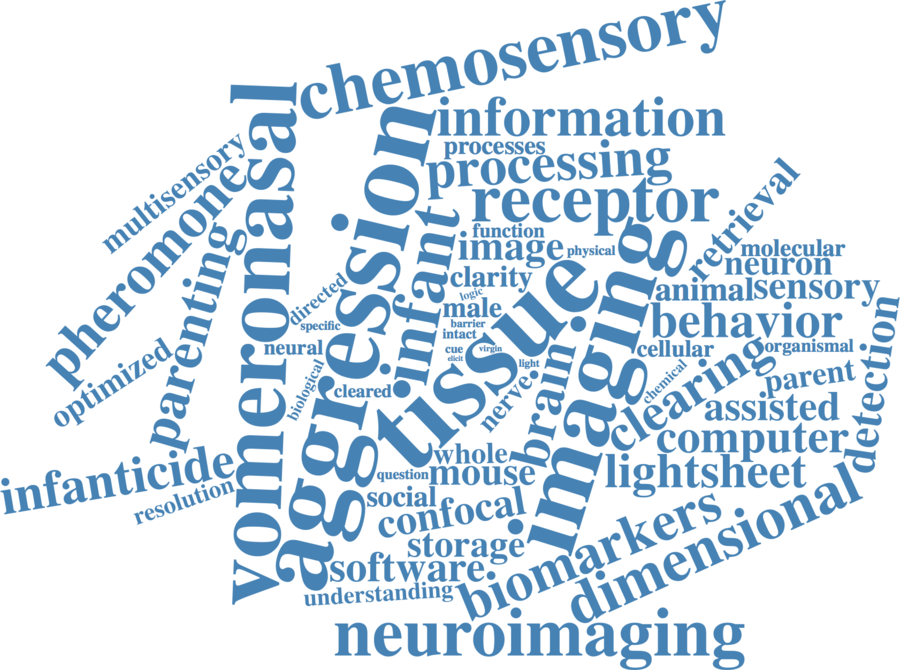 chemosensory
vomeronasal
aggression
information
processes
processing
multisensory
pheromone
receptor
retrieval
function
image
physical
infant
parenting
imaging
molecular
neuron
clarity
tissue
animal
sensory
directed
logic
male
behavior
specific
barrier
intact
neural
cue
virgin
elicit
light
cellular
organismal
detection
optimized
biological
cleared
brain
chemical
clearing
parent
nerve
assisted
computer
whole
infanticide
question
mouse
lightsheet
resolution
social
confocal
storage
software
biomarkers
dimensional
understanding
neuroimaging